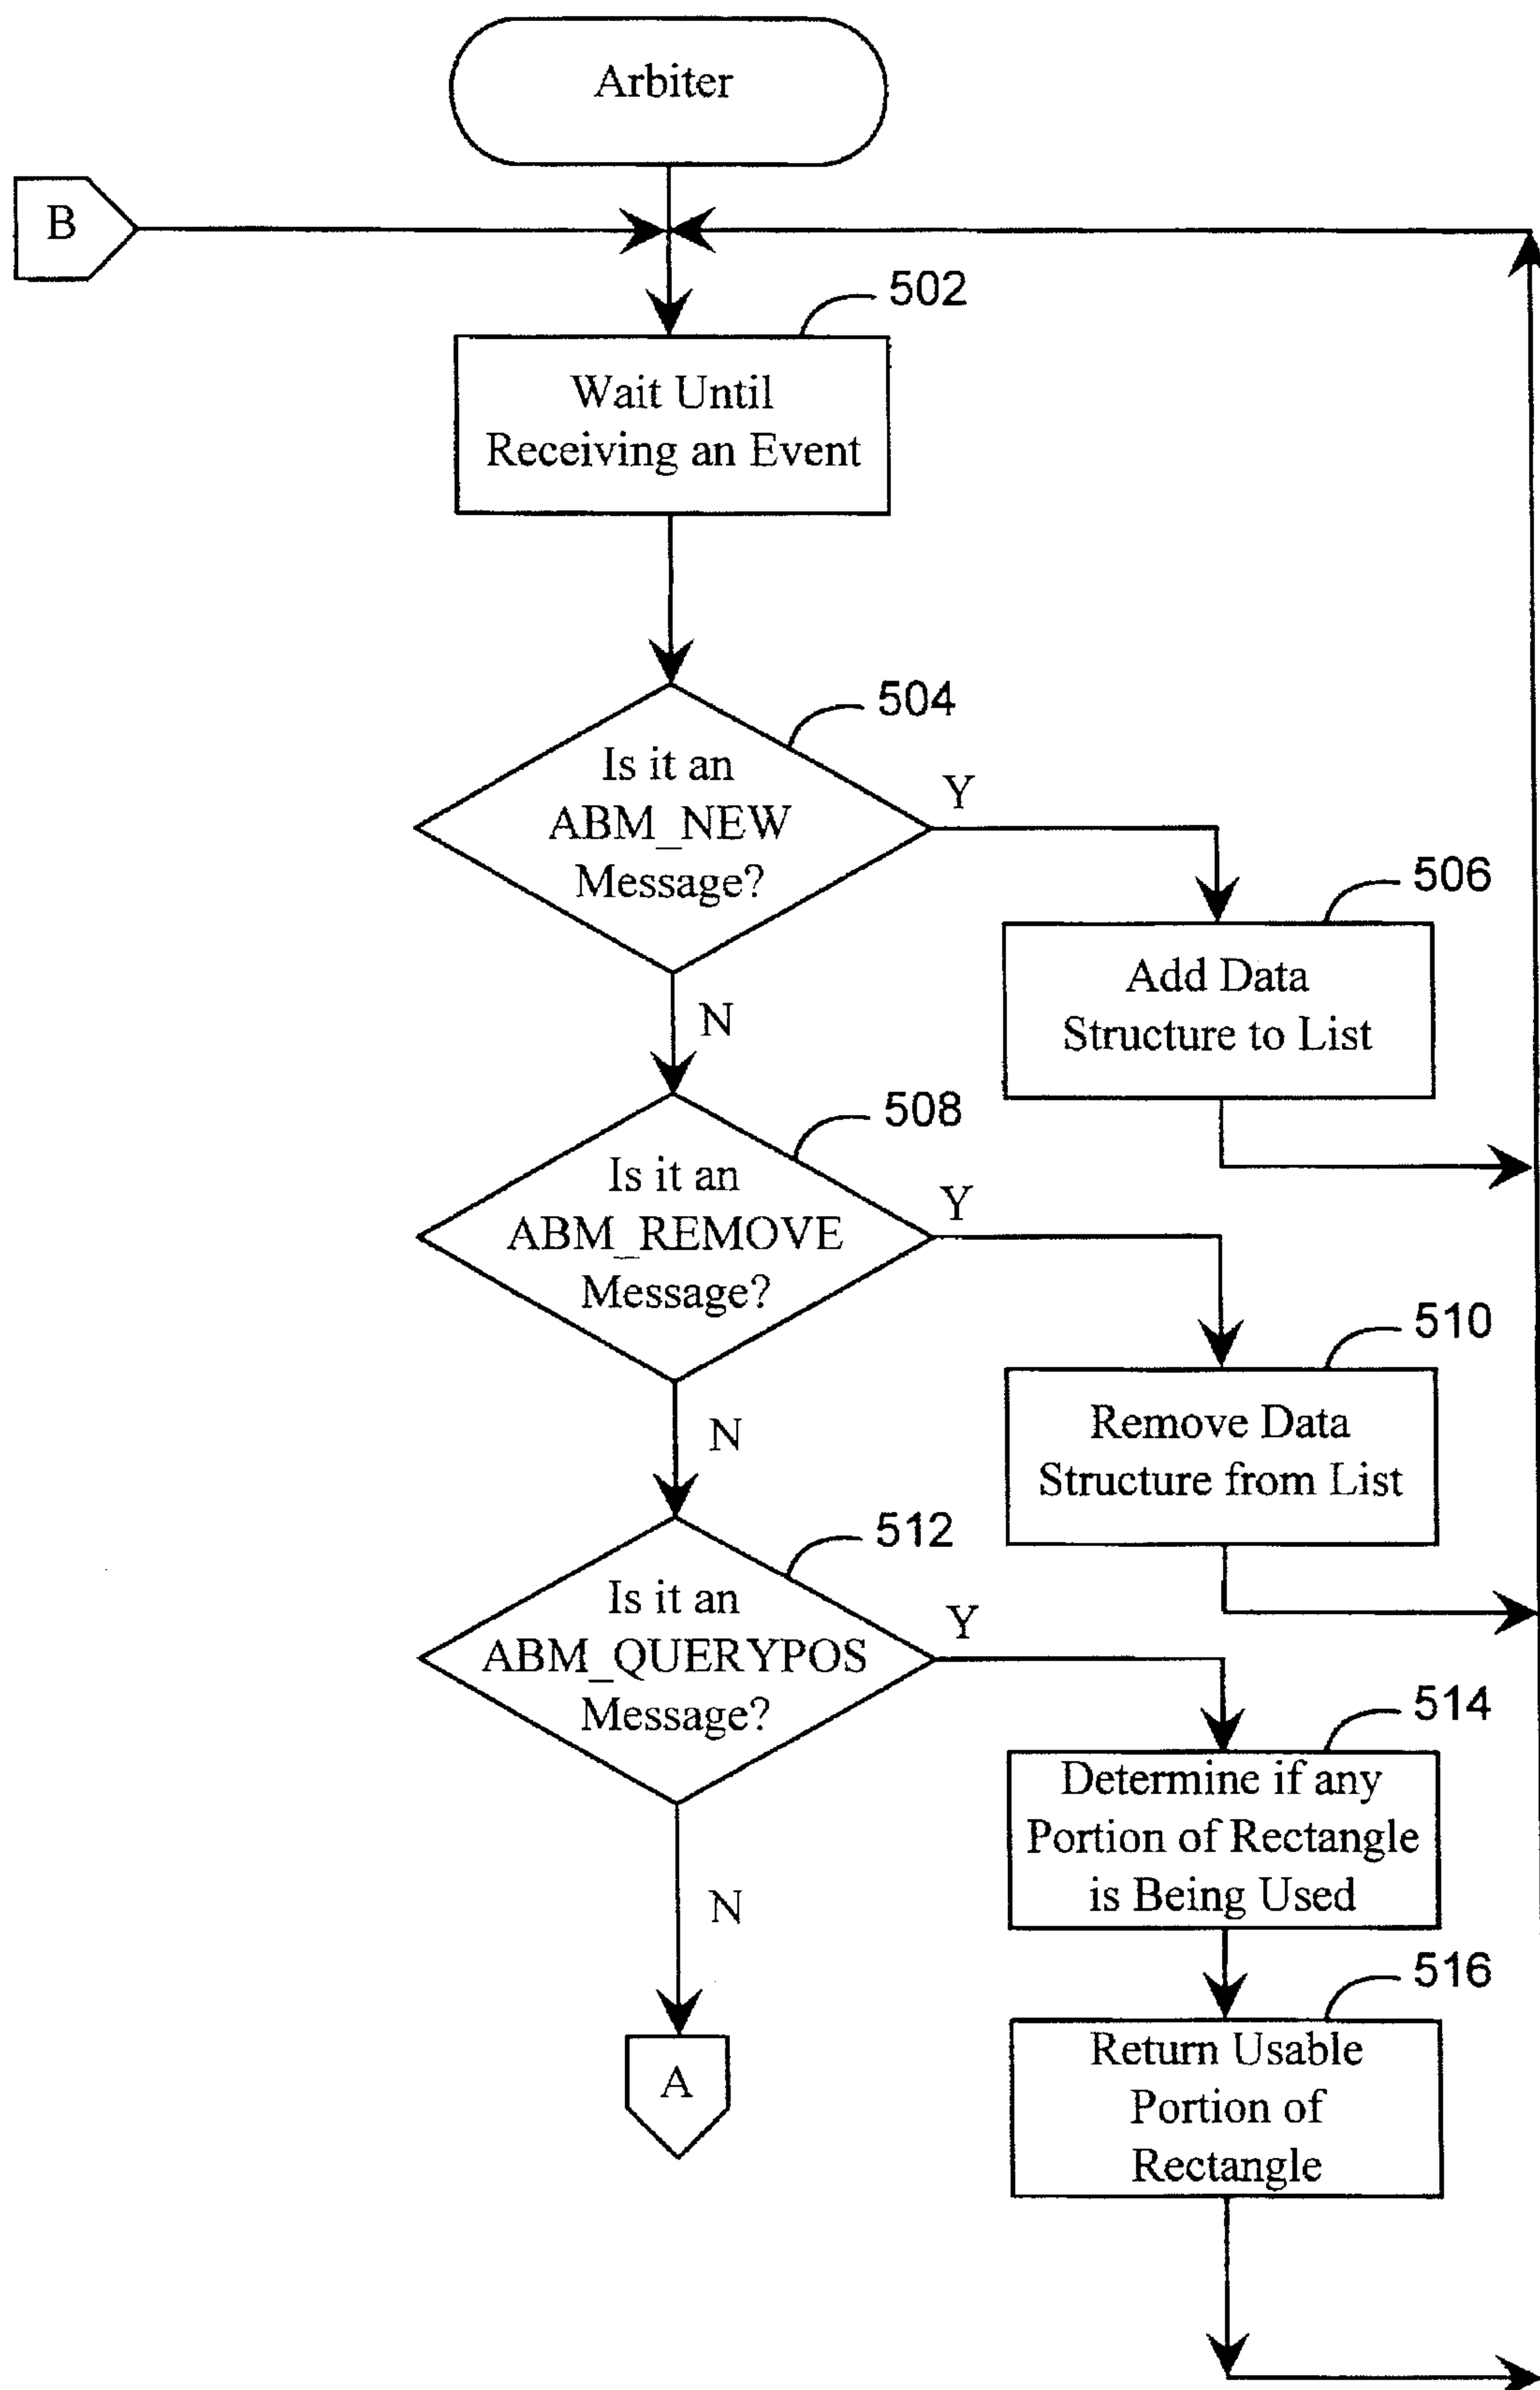 Arbiter
B
502
Wait Until
Receiving an Event
504
Is it an
ABM_NEW
Message?
Y
506
Add Data
Structure to List
N
508
Is it an
ABM_REMOVE
Message?
Y
510
Remove Data
Structure from List
N
512
Is it an
ABM_QUERYPOS
Message?
Y
514
Determine if any
Portion of Rectangle
is Being Used
N
516
Return Usable
Portion of
Rectangle
A